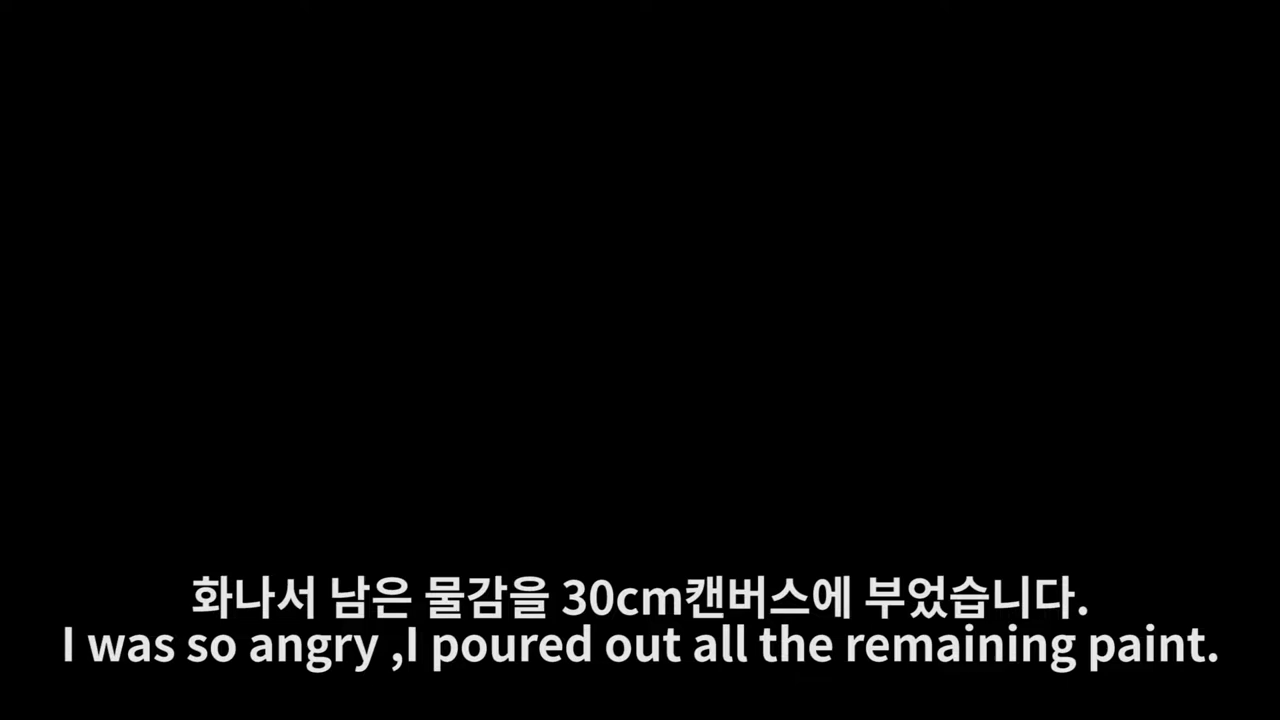 화나서 남은 물감을 30cm캔버스에 부었습니다.
I was so angry ,I poured out all the remaining paint.